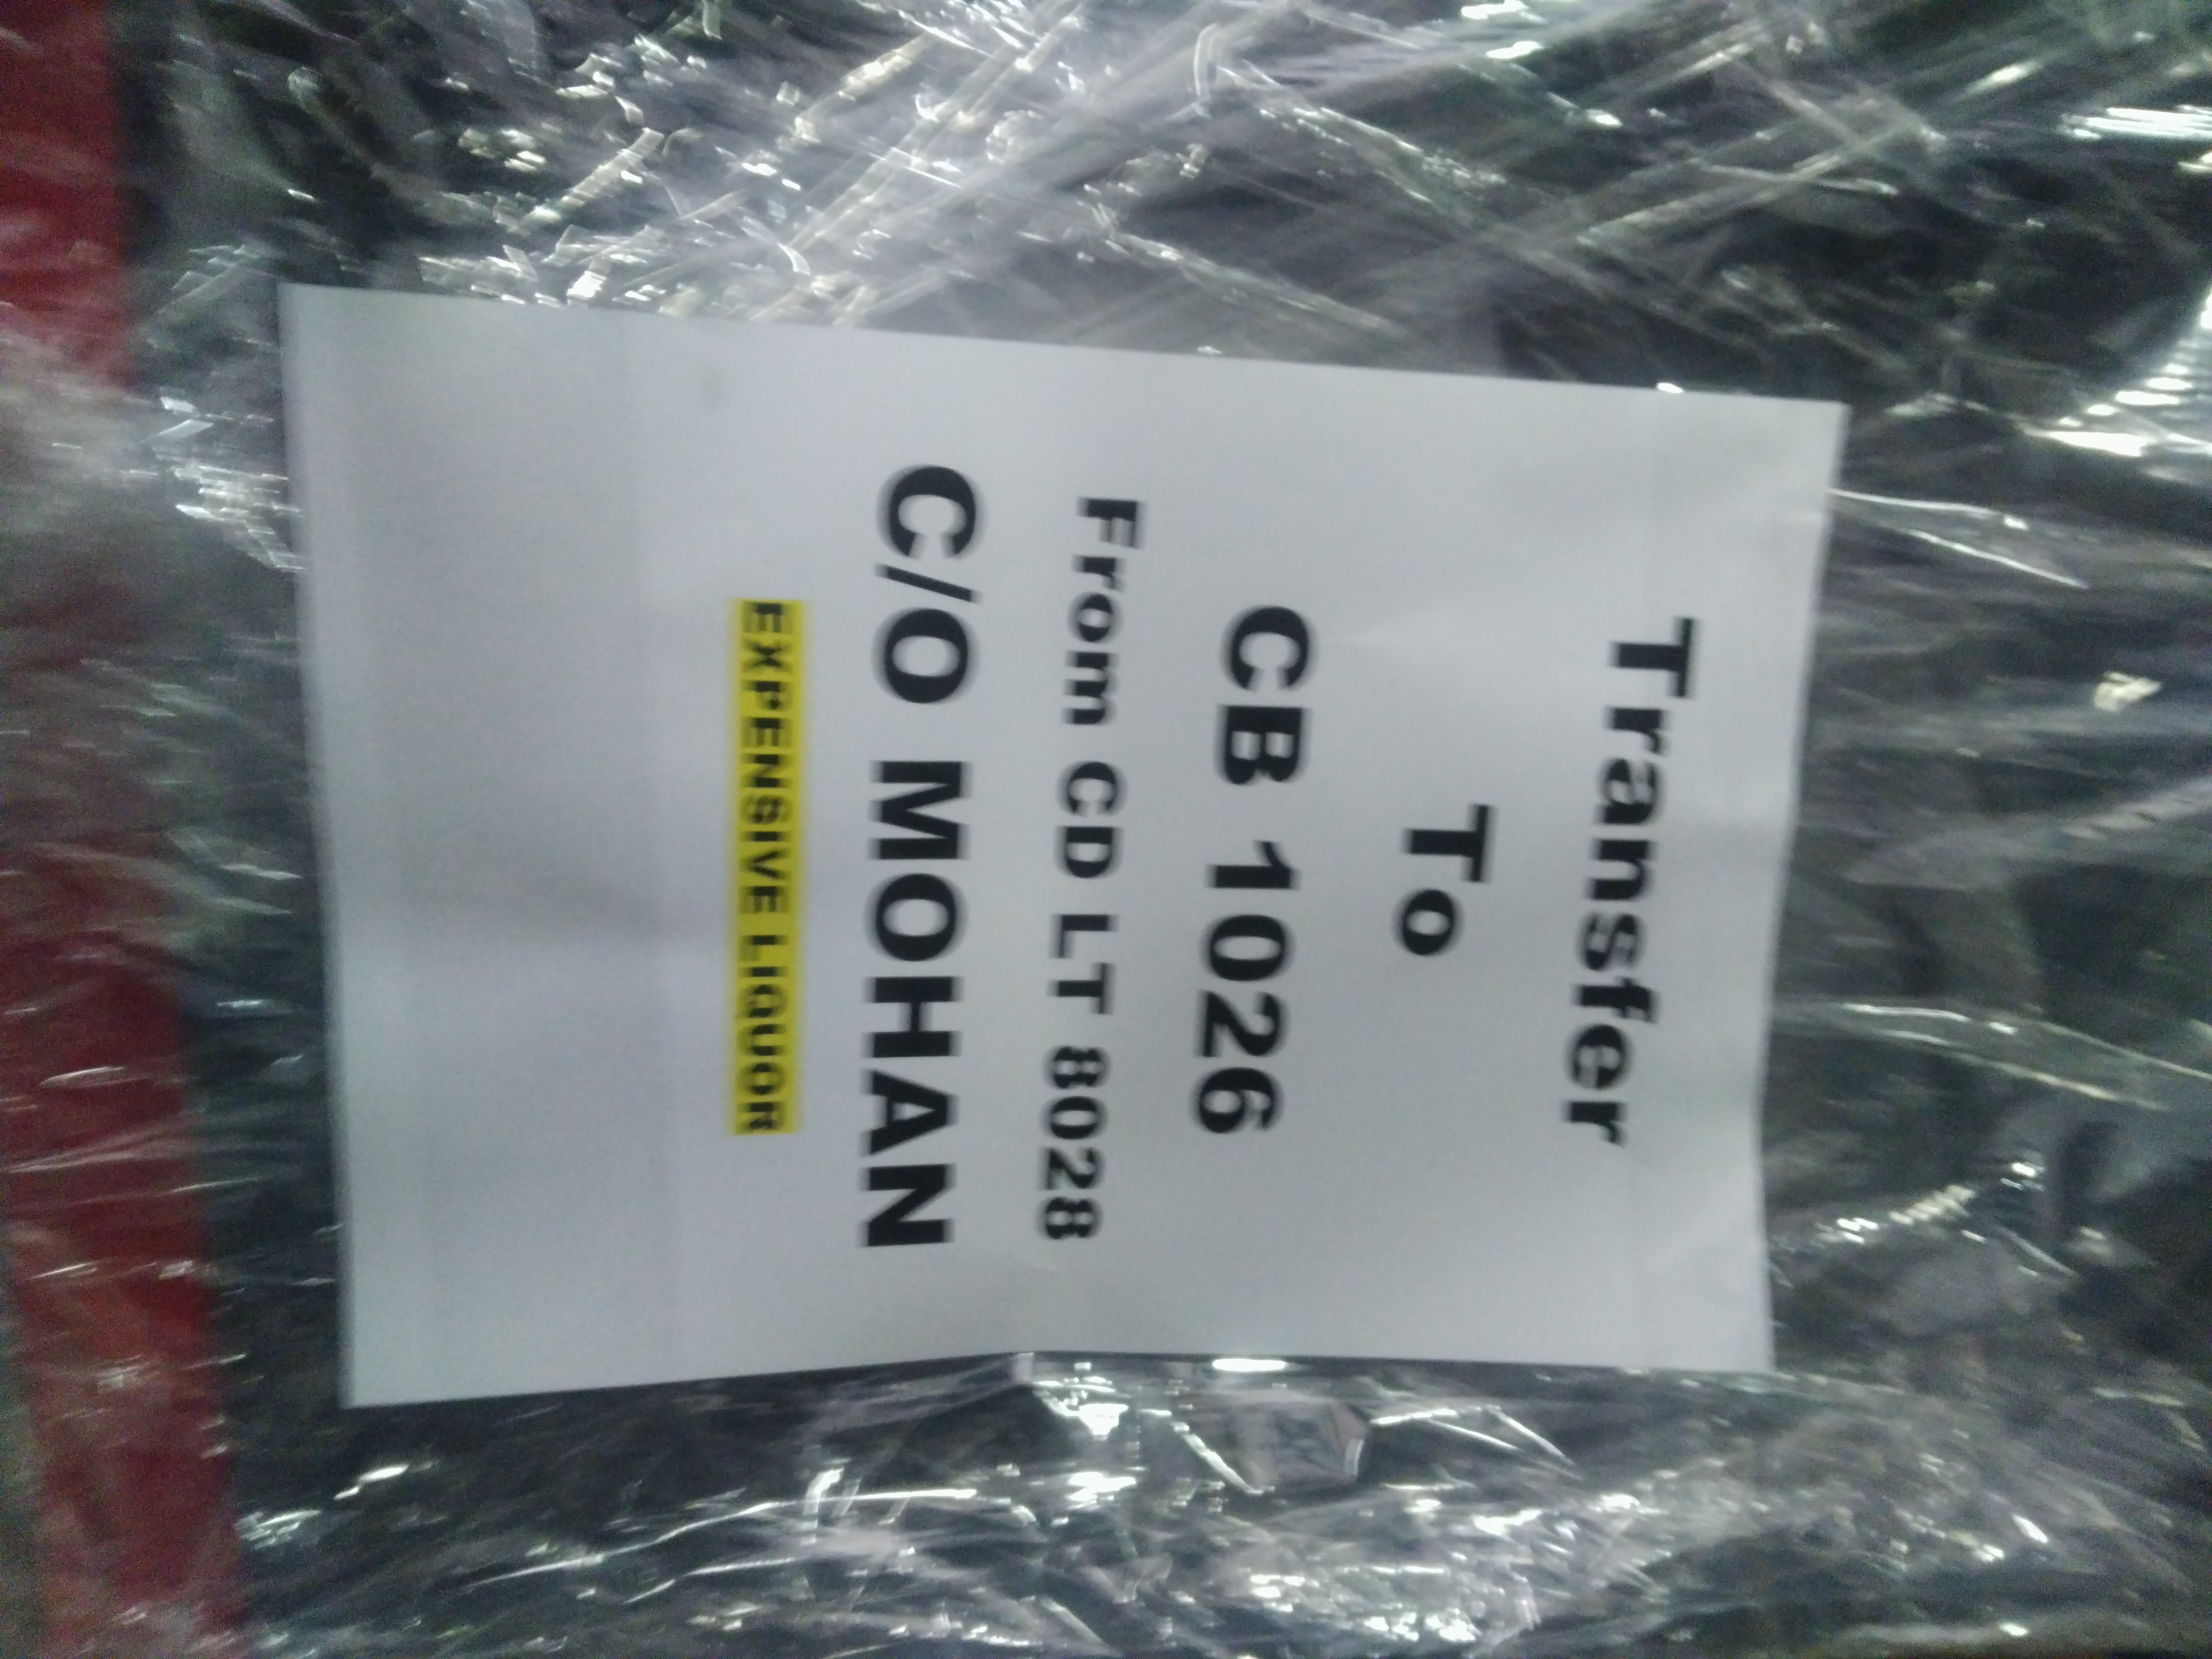 Transfer
To
CB 1026
From CD LT 8028
C/O MOHAN
EXPENSIVE LIQUOR